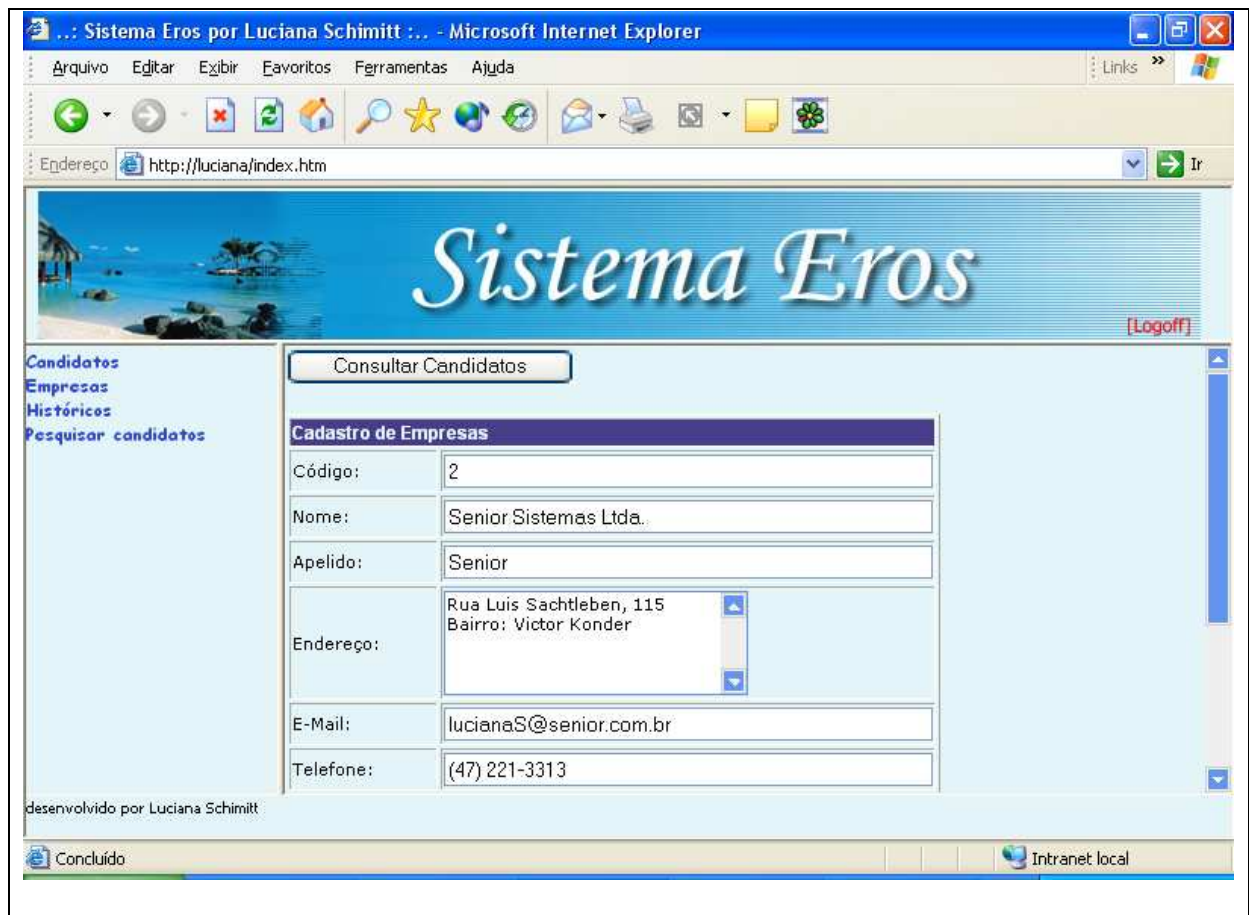 ..: Sistema Eros por Luciana Schimitt :.. - Microsoft Internet Explorer
Arquivo Editar Exibir Favoritos Ferramentas Ajuda Links »
Endereço http://luciana/index.htm Ir
Sistema Eros
[Logoff]
Candidatos
Empresas
Históricos
Pesquisar candidatos
Consultar Candidatos
Cadastro de Empresas
Código: 2
Nome: Senior Sistemas Ltda.
Apelido: Senior
Endereço: Rua Luis Sachtleben, 115
Bairro: Victor Konder
E-Mail: lucianaS@senior.com.br
Telefone: (47) 221-3313
desenvolvido por Luciana Schimitt
Concluído Intranet local